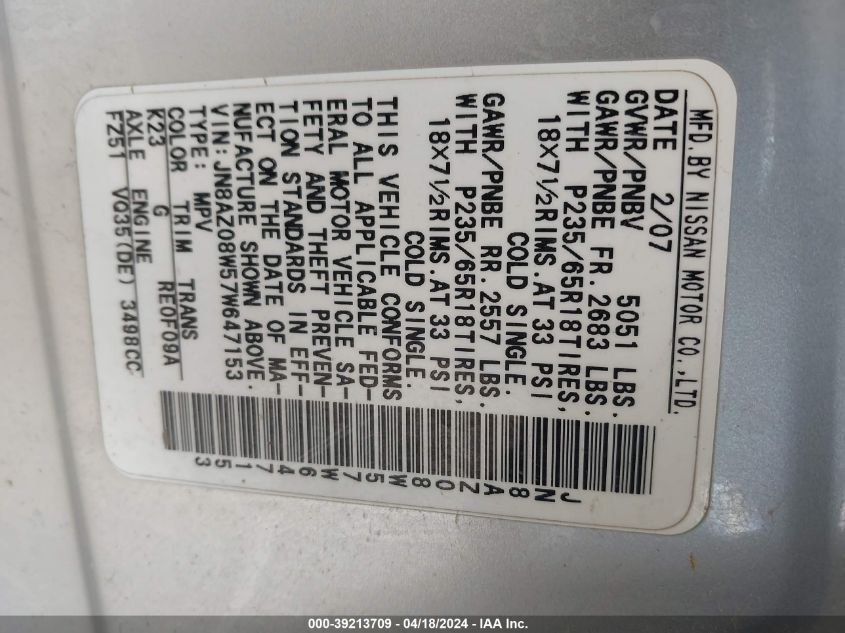 MFD. BY NISSAN MOTOR CO.,LTD.
DATE 2/07
GVWR/PNBV 5051 LBS.
GAWR/PNBE FR. 2683 LBS.
WITH P235/65R18TIRES,
18X7½RIMS.AT 33 PSI
COLD SINGLE.
GAWR/PNBE RR. 2557 LBS.
WITH P235/65R18TIRES,
18X7½RIMS.AT 33 PSI
COLD SINGLE.
THIS VEHICLE CONFORMS
TO ALL APPLICABLE FED-
ERAL MOTOR VEHICLE SA-
FETY AND THEFT PREVEN-
TION STANDARDS IN EFF-
ECT ON THE DATE OF MA-
NUFACTURE SHOWN ABOVE.
VIN: JN8AZ08W57W647153
TYPE: MPV
COLOR TRIM TRANS
K23 G RE0F09A
AXLE ENGINE
FZ51 VQ35(DE) 3498CC
JN8AZ08W57W647153
000-39213709 - 04/18/2024 - IAA Inc.